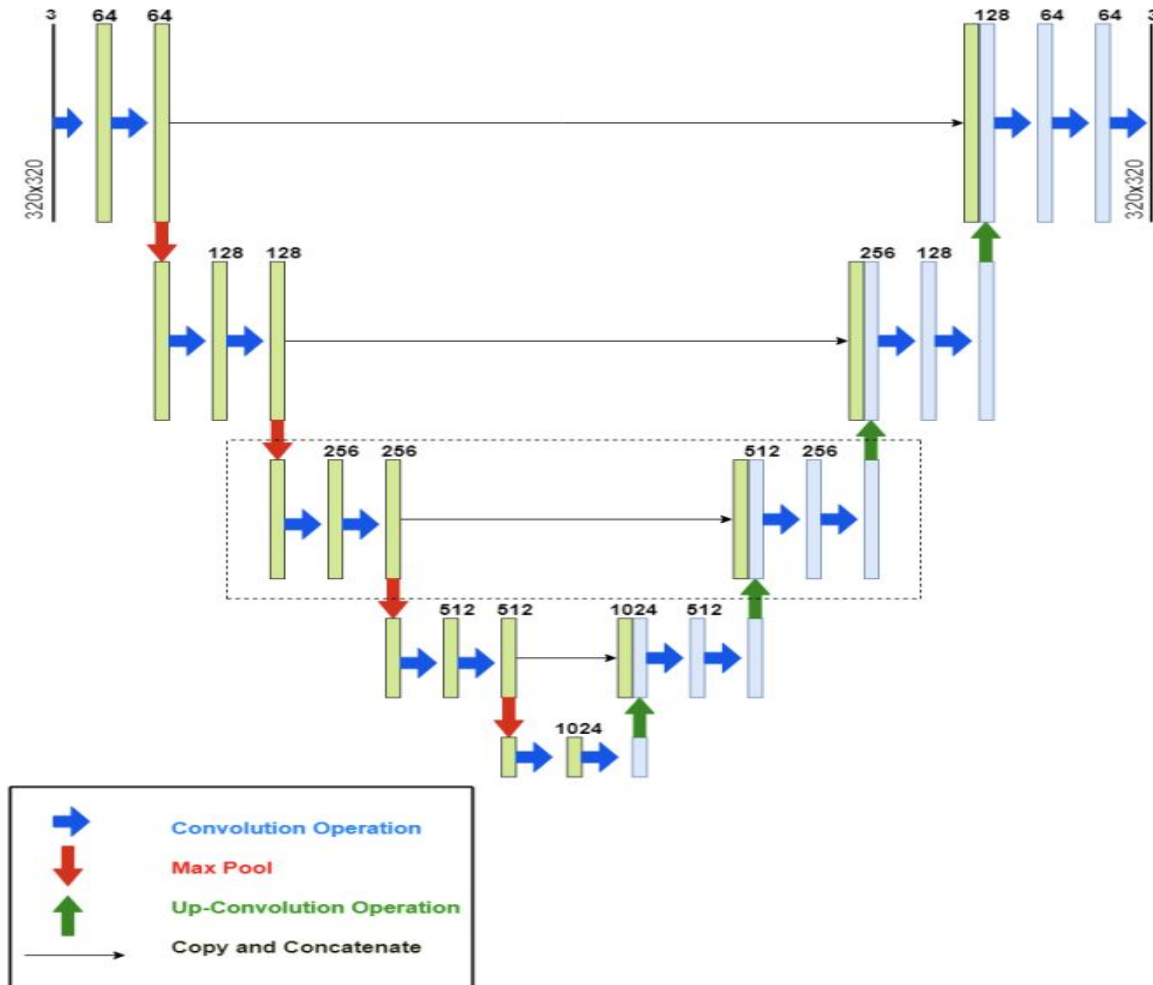 3 64 64 128 64 64 3
320x320 320x320
128 128 256 128
256 256 512 256
512 512 1024 512
1024
Convolution Operation
Max Pool
Up-Convolution Operation
Copy and Concatenate